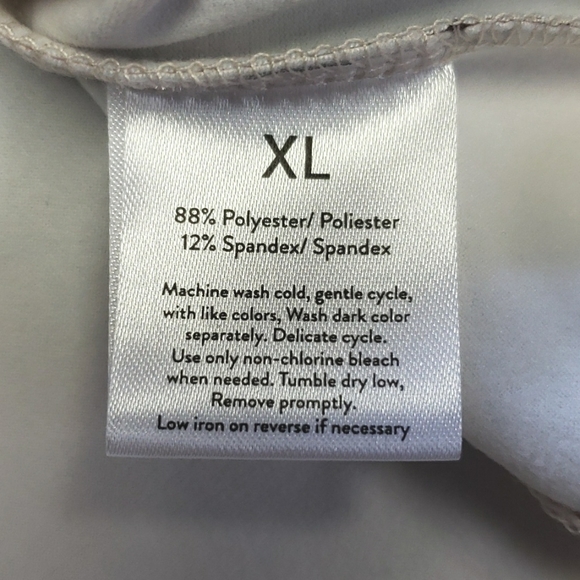 XL
88% Polyester/ Poliester
12% Spandex/ Spandex
Machine wash cold, gentle cycle,
with like colors, Wash dark color
separately. Delicate cycle.
Use only non-chlorine bleach
when needed. Tumble dry low,
Remove promptly.
Low iron on reverse if necessary